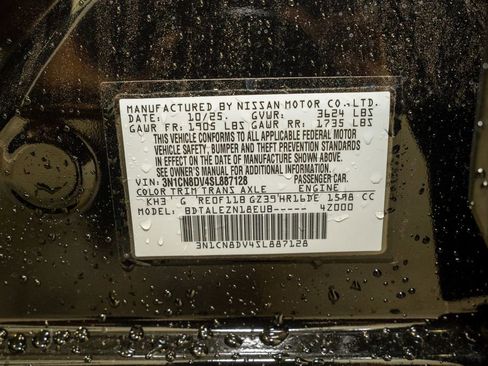 MANUFACTURED BY NISSAN MOTOR CO., LTD.
DATE: 10/25. GVWR: 3624 LBS
GAWR FR: 1905 LBS GAWR RR: 1735 LBS
THIS VEHICLE CONFORMS TO ALL APPLICABLE FEDERAL MOTOR
VEHICLE SAFETY, BUMPER AND THEFT PREVENTION STANDARDS
IN EFFECT ON THE DATE OF MANUFACTURE SHOWN ABOVE.
SEE OWNER'S MANUAL FOR ADDITIONAL INFORMATION.
VIN: 3N1CN8DV4SL887128 PASSENGER CAR.
COLOR TRIM TRANS AXLE ENGINE
KH3 G RE0F11B GZ39 HR16DE 1598 CC
MODEL: BDTALEZN18EU8----- 42000
3N1CN8DV4SL887128